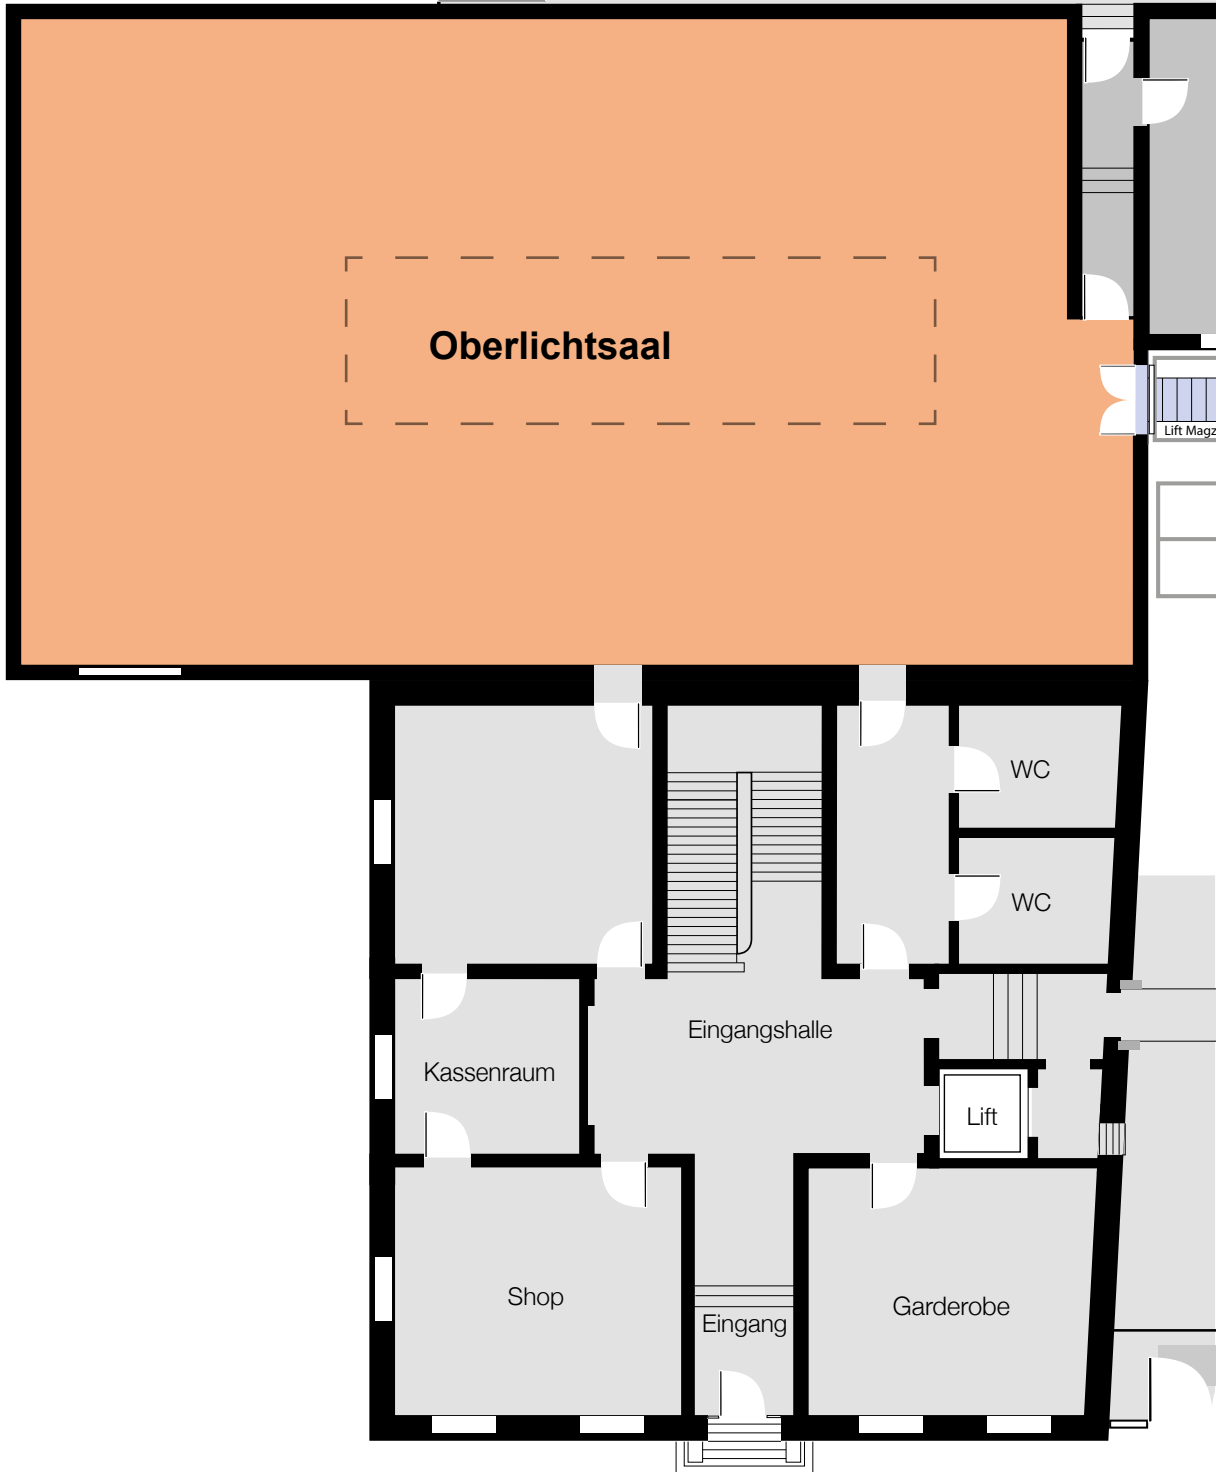 Oberlichtsaal
Lift Magz
WC
WC
Eingangshalle
Kassenraum
Lift
Shop
Garderobe
Eingang